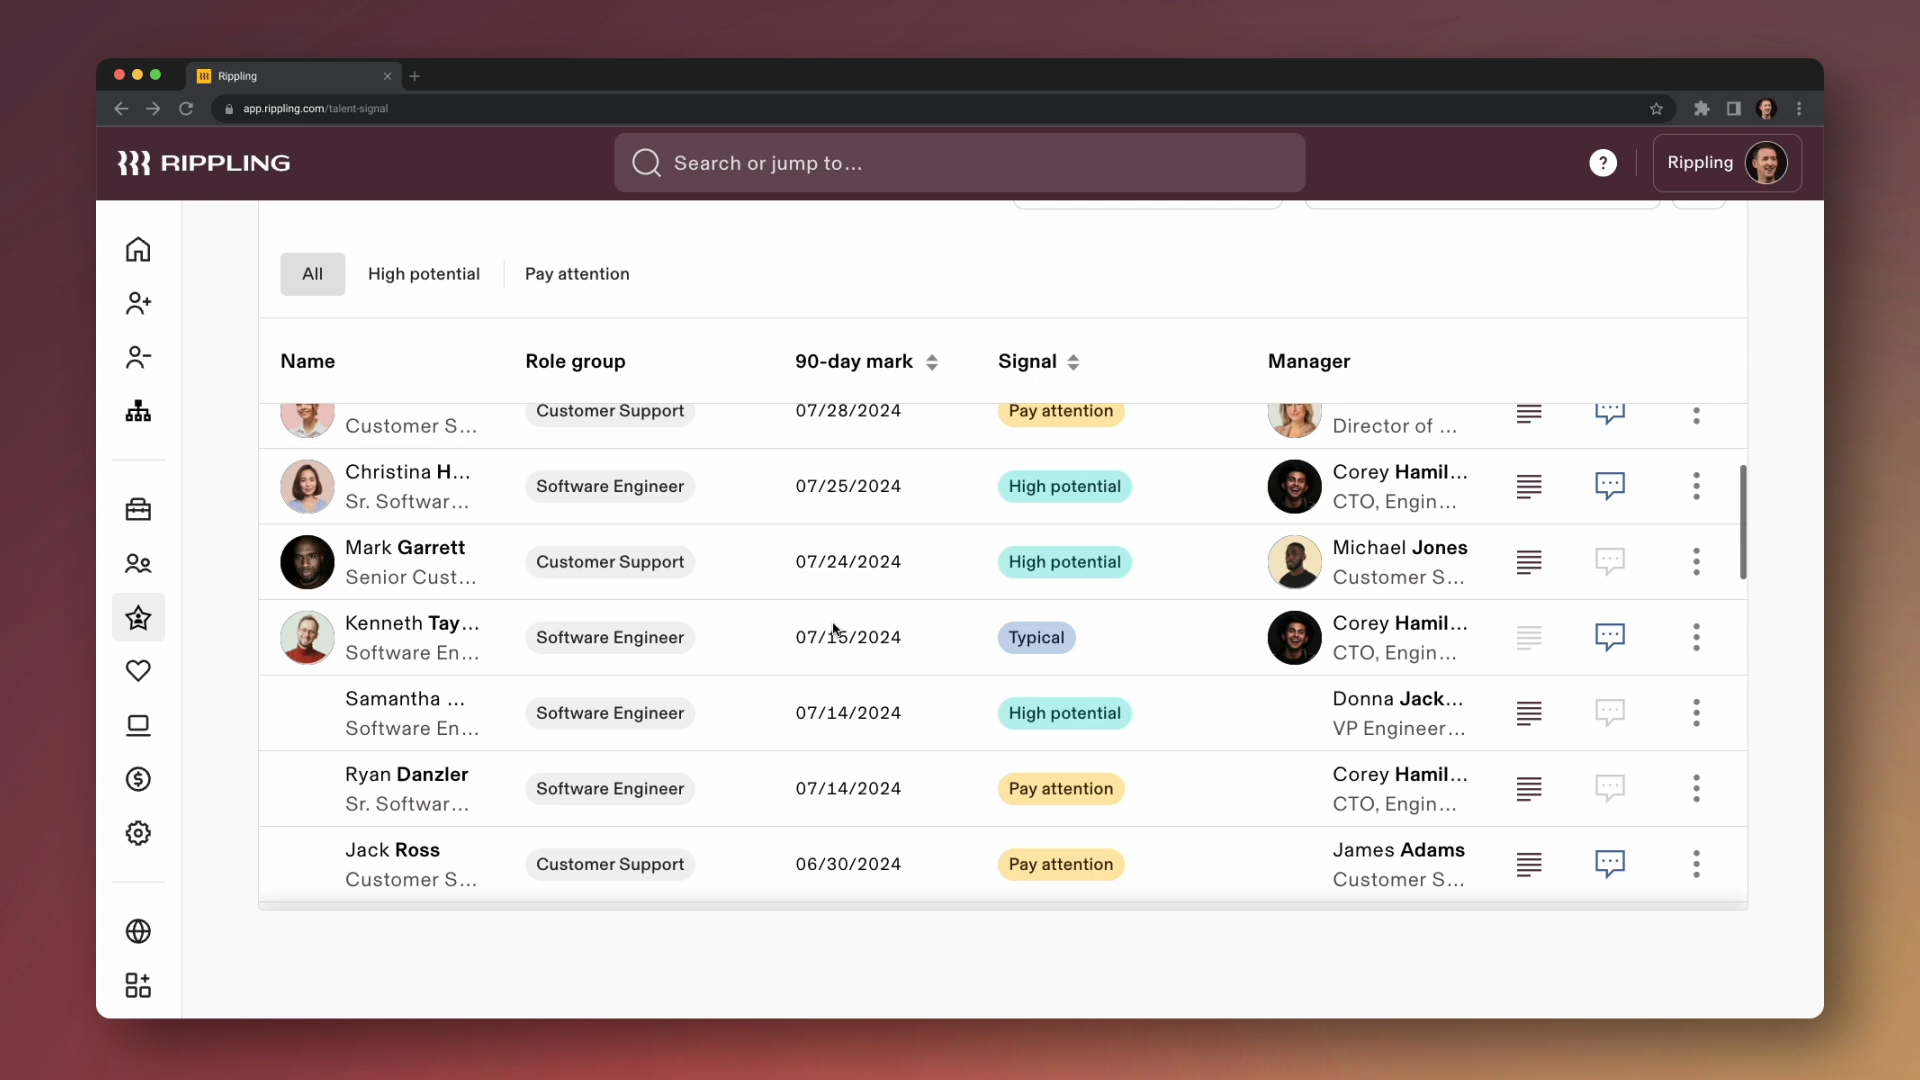 Rippling
app.rippling.com/talent-signal
RIPPLING
Search or jump to...
?
Rippling
All
High potential
Pay attention
Name
Role group
90-day mark
Signal
Manager
Customer S...
Customer Support
07/28/2024
Pay attention
Director of ...
Christina H...
Sr. Softwar...
Software Engineer
07/25/2024
High potential
Corey Hamil...
CTO, Engin...
Mark Garrett
Senior Cust...
Customer Support
07/24/2024
High potential
Michael Jones
Customer S...
Kenneth Tay...
Software En...
Software Engineer
07/15/2024
Typical
Corey Hamil...
CTO, Engin...
Samantha ...
Software En...
Software Engineer
07/14/2024
High potential
Donna Jack...
VP Engineer...
Ryan Danzler
Sr. Softwar...
Software Engineer
07/14/2024
Pay attention
Corey Hamil...
CTO, Engin...
Jack Ross
Customer S...
Customer Support
06/30/2024
Pay attention
James Adams
Customer S...